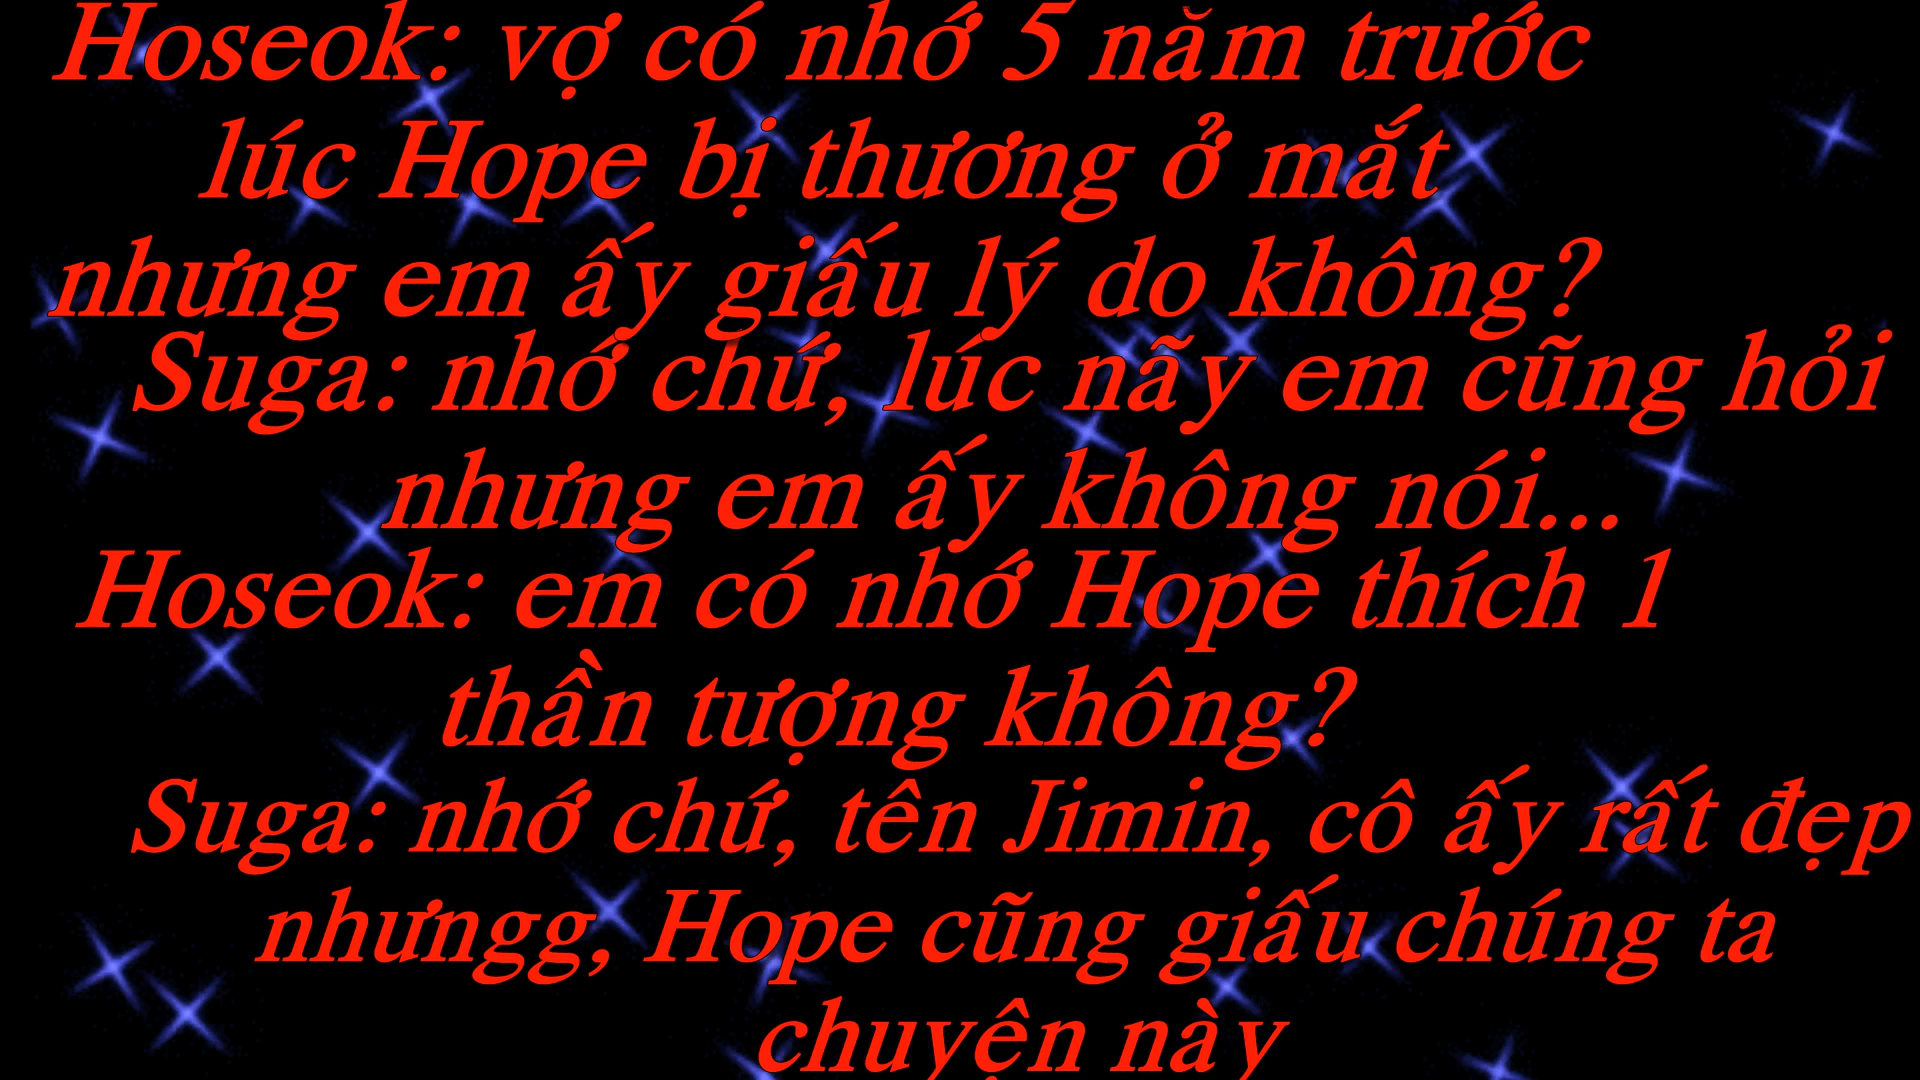 Hoseok: vợ có nhớ 5 năm trước
lúc Hope bị thương ở mắt
nhưng em ấy giấu lý do không?
Suga: nhớ chứ, lúc nãy em cũng hỏi
nhưng em ấy không nói...
Hoseok: em có nhớ Hope thích 1
thần tượng không?
Suga: nhớ chứ, tên Jimin, cô ấy rất đẹp
nhưngg, Hope cũng giấu chúng ta
chuyện này